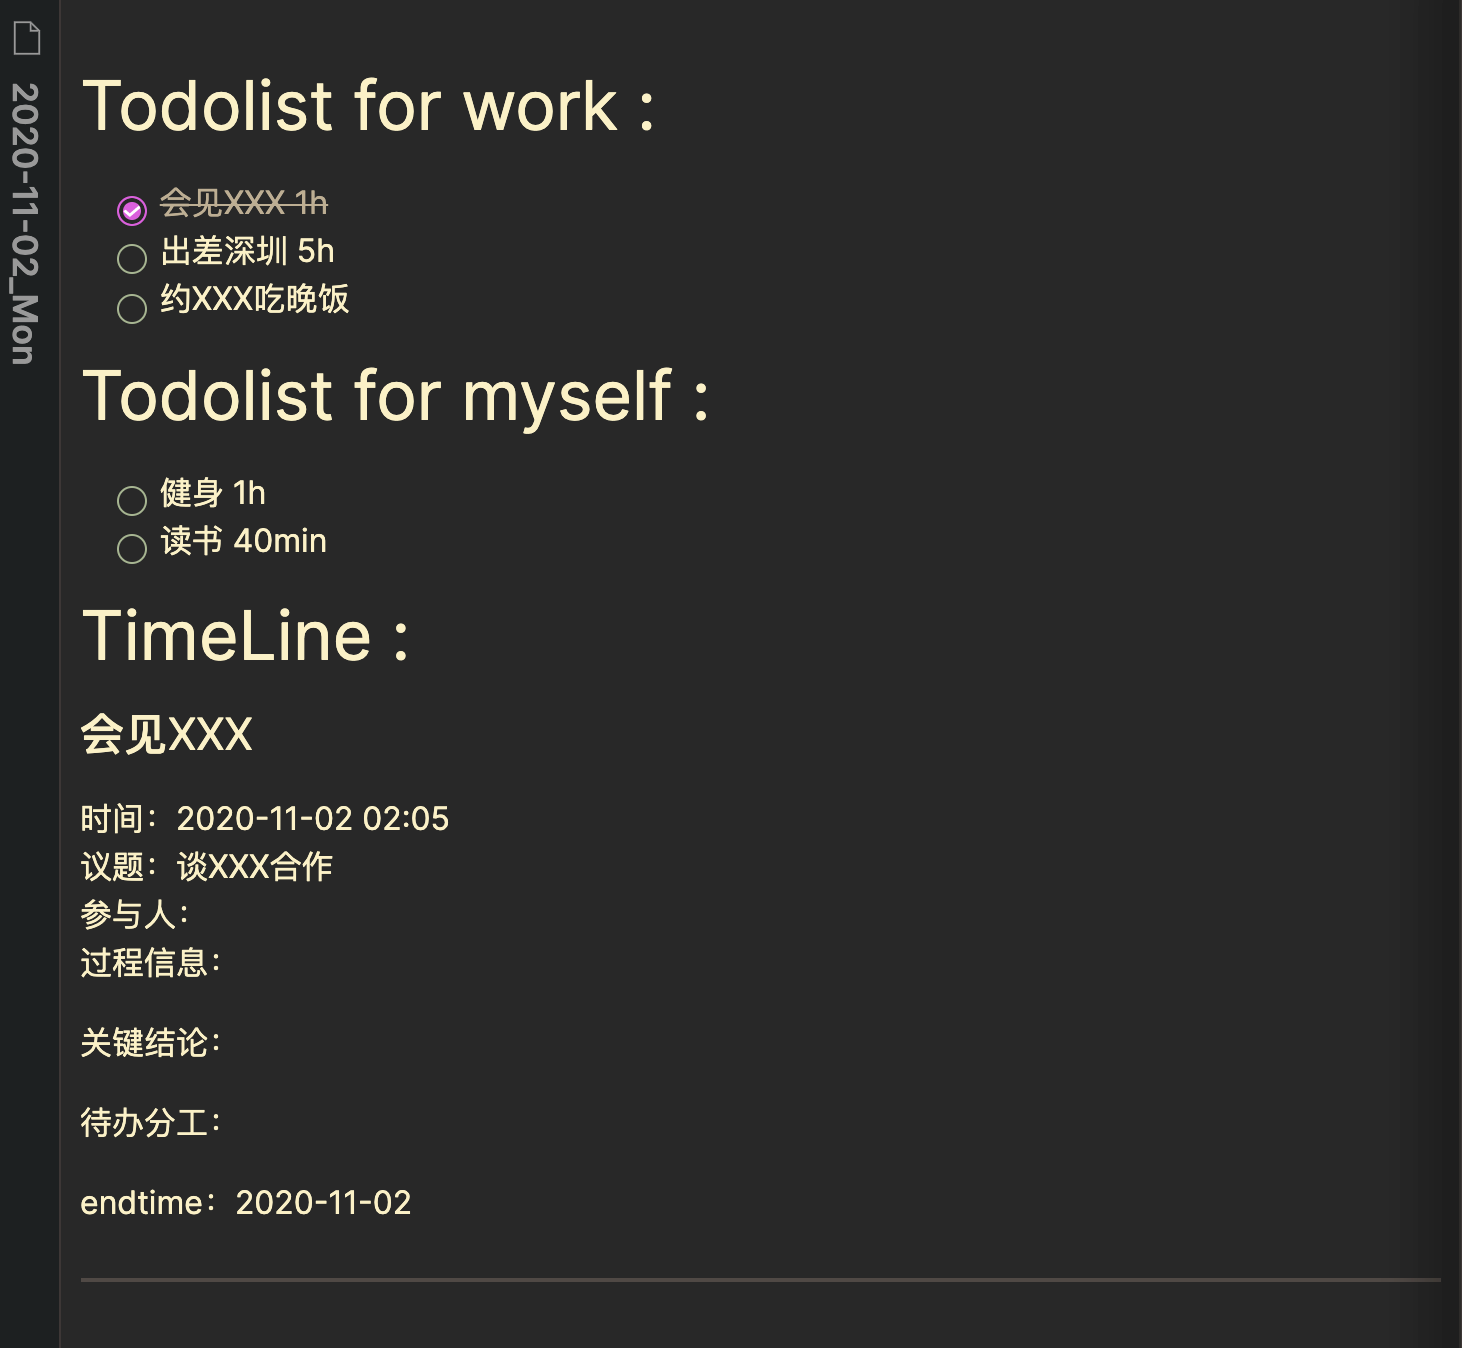 2020-11-02_Mon
Todolist for work :
会见XXX 1h
出差深圳 5h
约XXX吃晚饭
Todolist for myself :
健身 1h
读书 40min
TimeLine :
会见XXX
时间：2020-11-02 02:05
议题：谈XXX合作
参与人：
过程信息：
关键结论：
待办分工：
endtime：2020-11-02